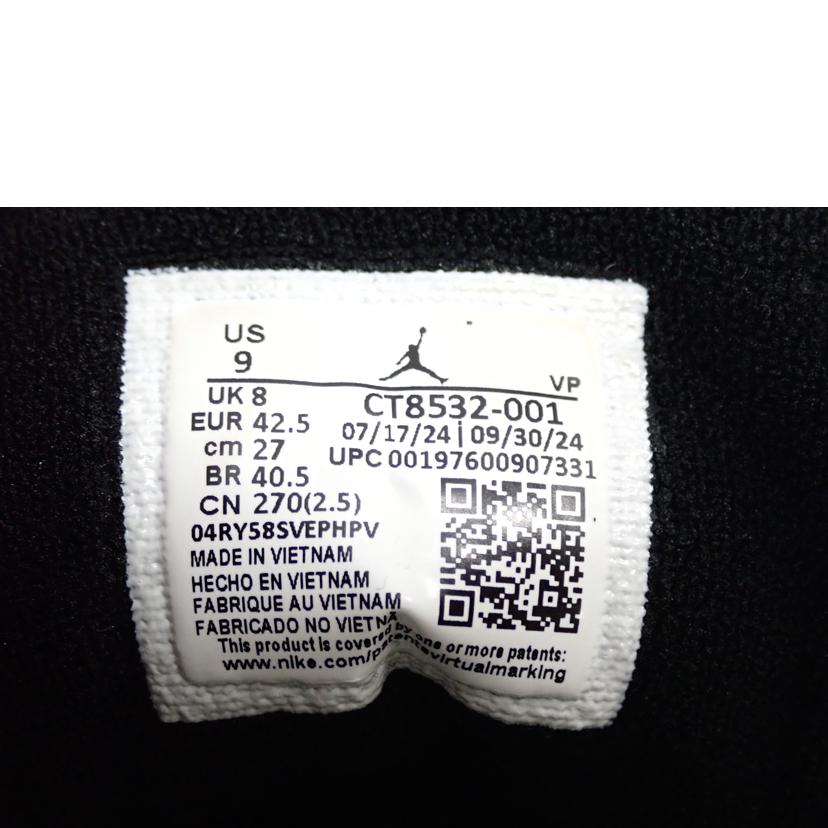 US
9
VP
UK 8
CT8532-001
EUR 42.5
07/17/24 | 09/30/24
cm 27
UPC 00197600907331
BR 40.5
CN 270(2.5)
04RY58SVEPHPV
MADE IN VIETNAM
HECHO EN VIETNAM
FABRIQUE AU VIETNAM
FABRICADO NO VIETNA
This product is covered by one or more patents:
www.nike.com/patentsvirtualmarking